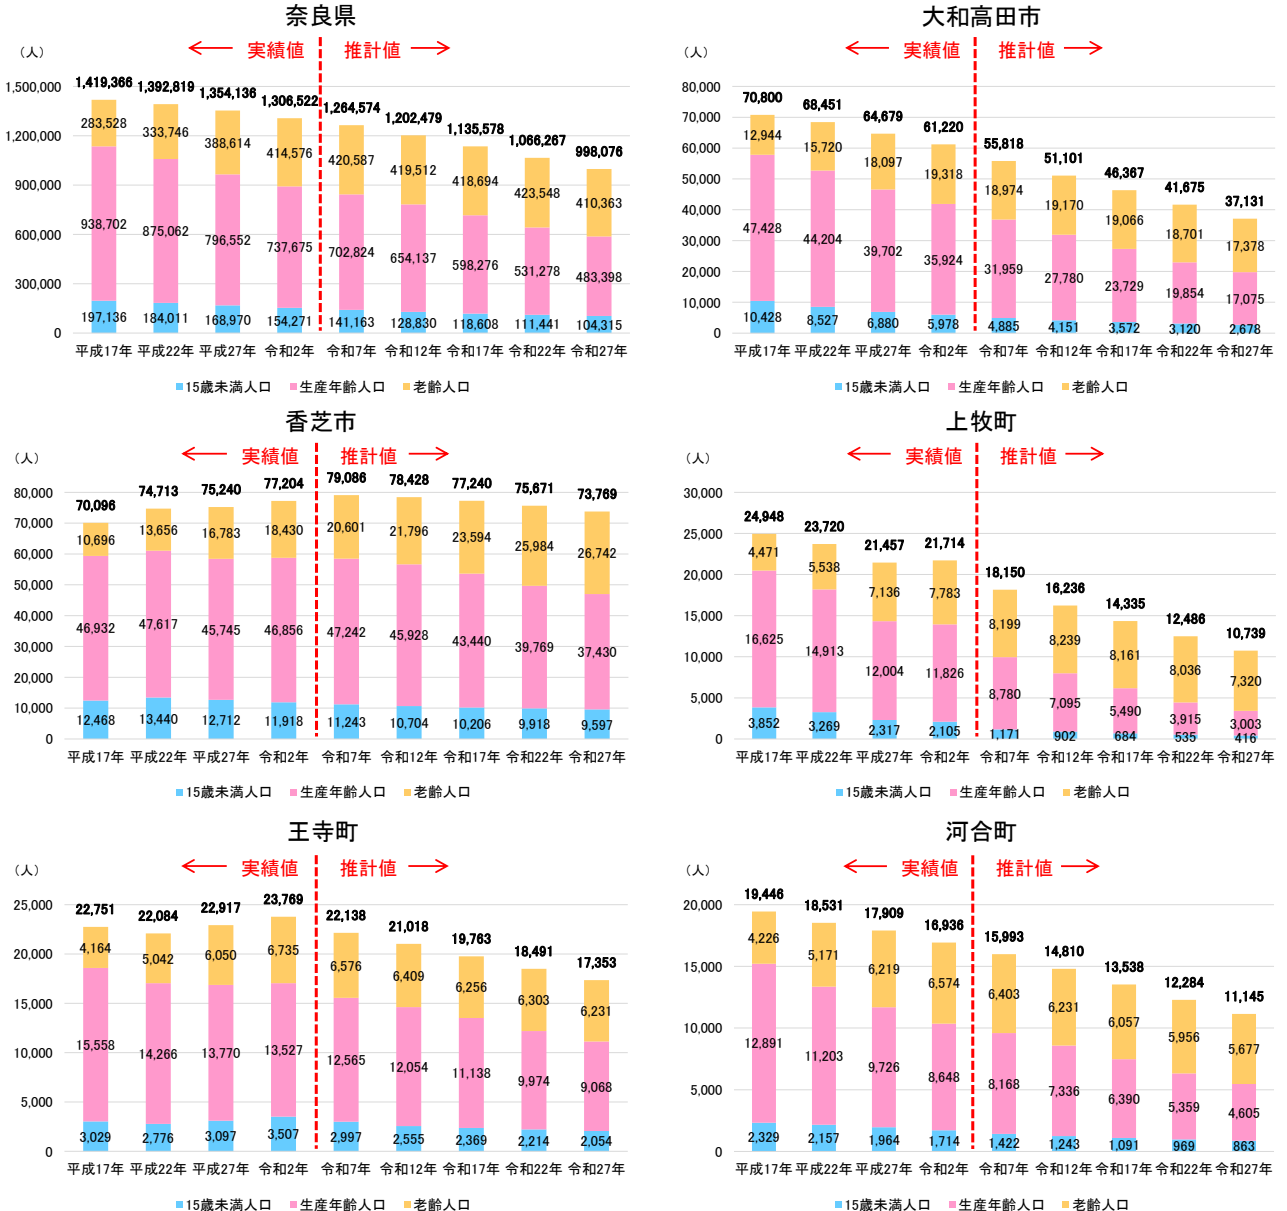 奈良県
（人）
実績値 推計値
1,500,000
1,200,000
900,000
600,000
300,000
0
1,419,366 1,392,819 1,354,136 1,306,522 1,264,574 1,202,479 1,135,578 1,066,267 998,076
283,528 333,746 388,614 414,576 420,587 419,512 418,694 423,548 410,363
938,702 875,062 796,552 737,675 702,824 654,137 598,276 531,278 483,398
197,136 184,011 168,970 154,271 141,163 128,830 118,608 111,441 104,315
平成17年 平成22年 平成27年 令和2年 令和7年 令和12年 令和17年 令和22年 令和27年
15歳未満人口 生産年齢人口 老齢人口
大和高田市
（人）
実績値 推計値
80,000
70,000
60,000
50,000
40,000
30,000
20,000
10,000
0
70,800 68,451 64,679 61,220 55,818 51,101 46,367 41,675 37,131
12,944 15,720 18,097 19,318 18,974 19,170 19,066 18,701 17,378
47,428 44,204 39,702 35,924 31,959 27,780 23,729 19,854 17,075
10,428 8,527 6,880 5,978 4,885 4,151 3,572 3,120 2,678
平成17年 平成22年 平成27年 令和2年 令和7年 令和12年 令和17年 令和22年 令和27年
15歳未満人口 生産年齢人口 老齢人口
香芝市
（人）
実績値 推計値
80,000
70,000
60,000
50,000
40,000
30,000
20,000
10,000
0
70,096 74,713 75,240 77,204 79,086 78,428 77,240 75,671 73,769
10,696 13,656 16,783 18,430 20,601 21,796 23,594 25,984 26,742
46,932 47,617 45,745 46,856 47,242 45,928 43,440 39,769 37,430
12,468 13,440 12,712 11,918 11,243 10,704 10,206 9,918 9,597
平成17年 平成22年 平成27年 令和2年 令和7年 令和12年 令和17年 令和22年 令和27年
15歳未満人口 生産年齢人口 老齢人口
上牧町
（人）
実績値 推計値
30,000
25,000
20,000
15,000
10,000
5,000
0
24,948 23,720 21,457 21,714 18,150 16,236 14,335 12,486 10,739
4,471 5,538 7,136 7,783 8,199 8,239 8,161 8,036 7,320
16,625 14,913 12,004 11,826 8,780 7,095 5,490 3,915 3,003
3,852 3,269 2,317 2,105 1,171 902 684 535 416
平成17年 平成22年 平成27年 令和2年 令和7年 令和12年 令和17年 令和22年 令和27年
15歳未満人口 生産年齢人口 老齢人口
王寺町
（人）
実績値 推計値
25,000
20,000
15,000
10,000
5,000
0
22,751 22,084 22,917 23,769 22,138 21,018 19,763 18,491 17,353
4,164 5,042 6,050 6,735 6,576 6,409 6,256 6,303 6,231
15,558 14,266 13,770 13,527 12,565 12,054 11,138 9,974 9,068
3,029 2,776 3,097 3,507 2,997 2,555 2,369 2,214 2,054
平成17年 平成22年 平成27年 令和2年 令和7年 令和12年 令和17年 令和22年 令和27年
15歳未満人口 生産年齢人口 老齢人口
河合町
（人）
実績値 推計値
20,000
15,000
10,000
5,000
0
19,446 18,531 17,909 16,936 15,993 14,810 13,538 12,284 11,145
4,226 5,171 6,219 6,574 6,403 6,231 6,057 5,956 5,677
12,891 11,203 9,726 8,648 8,168 7,336 6,390 5,359 4,605
2,329 2,157 1,964 1,714 1,422 1,243 1,091 969 863
平成17年 平成22年 平成27年 令和2年 令和7年 令和12年 令和17年 令和22年 令和27年
15歳未満人口 生産年齢人口 老齢人口